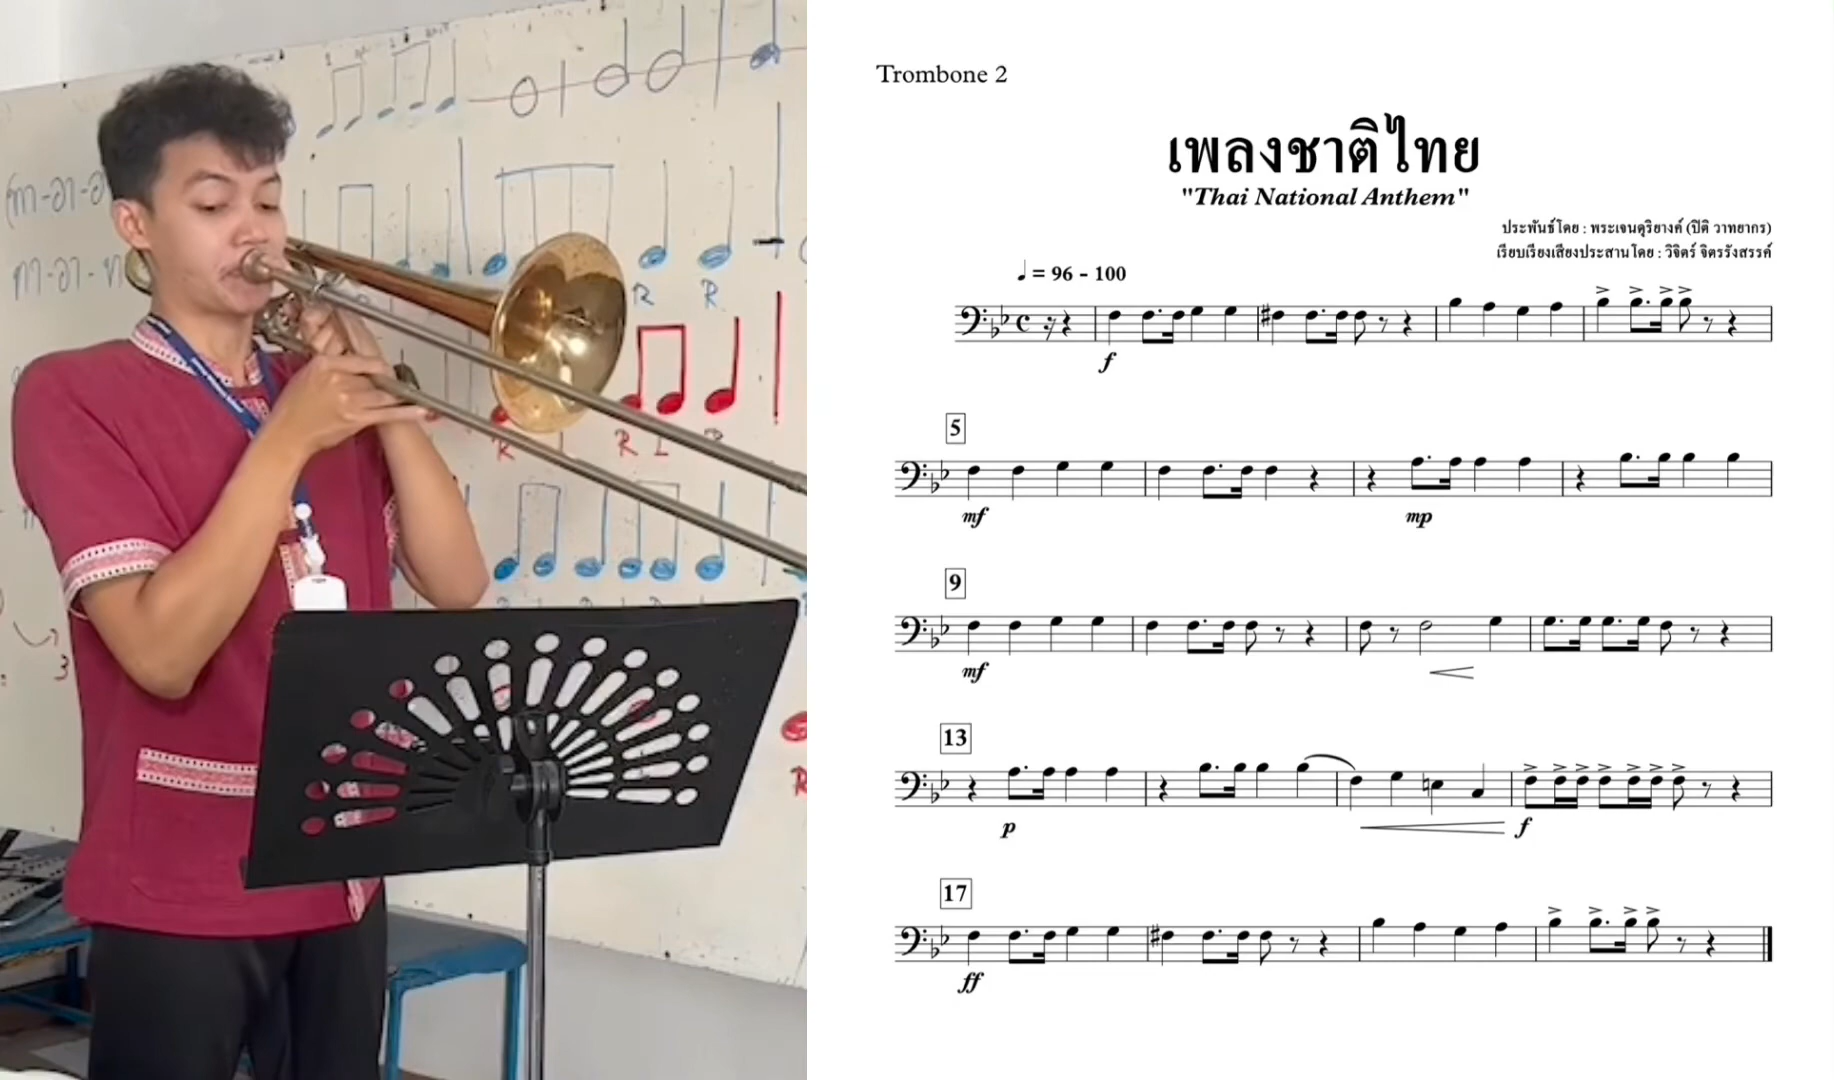 Trombone 2
เพลงชาติไทย
"Thai National Anthem"
ประพันธ์โดย : พระเจนดุริยางค์ (ปิติ วาทยากร)
เรียบเรียงเสียงประสานโดย : วิจิตร์ จิตรรังสรรค์
♩ = 96 - 100
f
5
mf
mp
9
mf
13
p
f
17
ff
R
R
R
R
L
R
3